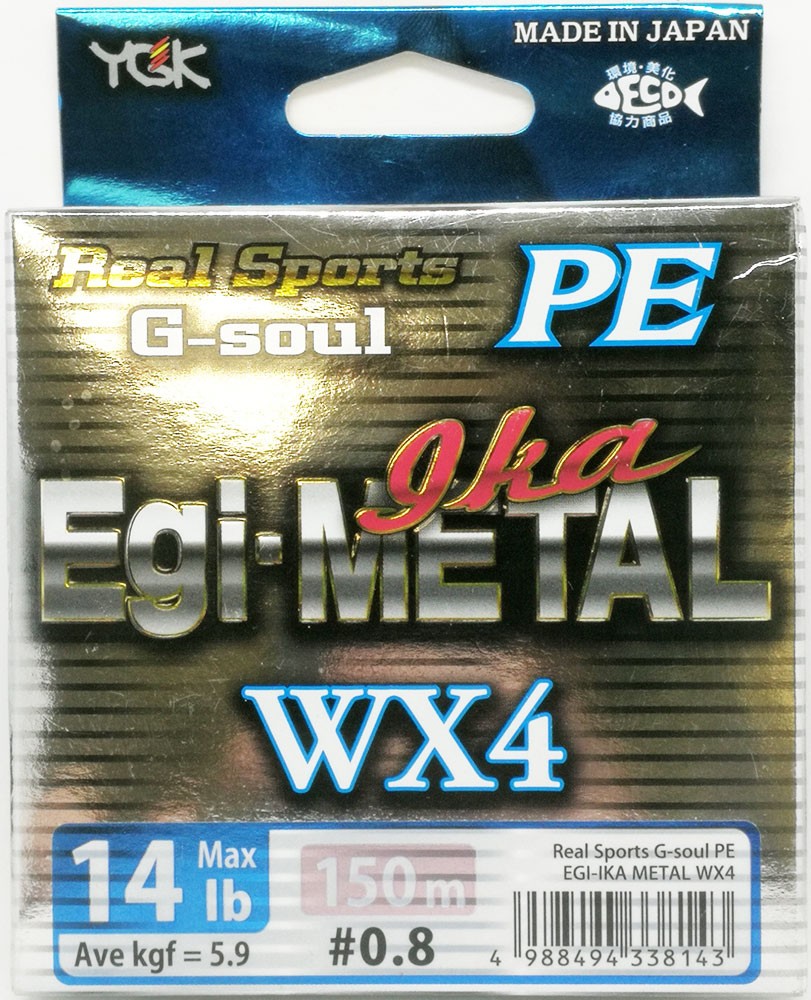 YGK
MADE IN JAPAN
環境・美化
ECO
協力商品
Real Sports
G-soul
PE
Ika
Egi-METAL
WX4
14 Max lb
Ave kgf = 5.9
150m
#0.8
Real Sports G-soul PE
EGI-IKA METAL WX4
4 988494 338143